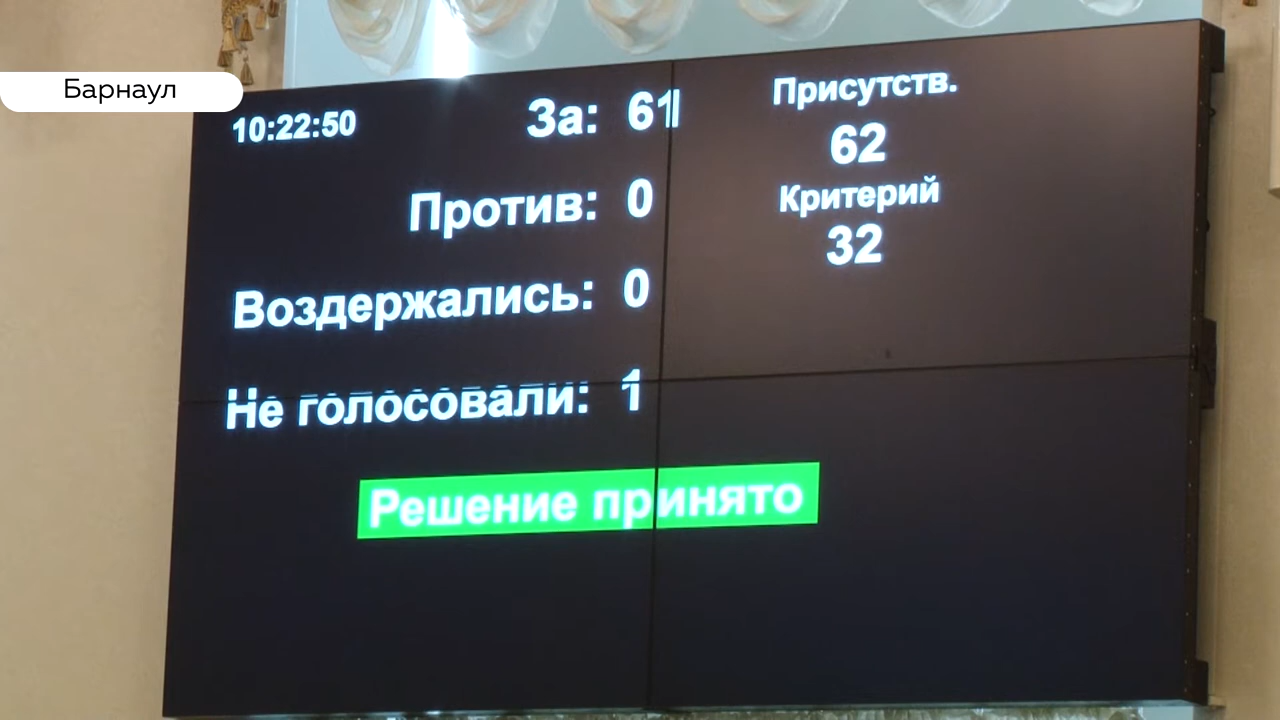 Барнаул
10:22:50
За: 61
Против: 0
Воздержались: 0
Не голосовали: 1
Решение принято
Присутств.
62
Критерий
32